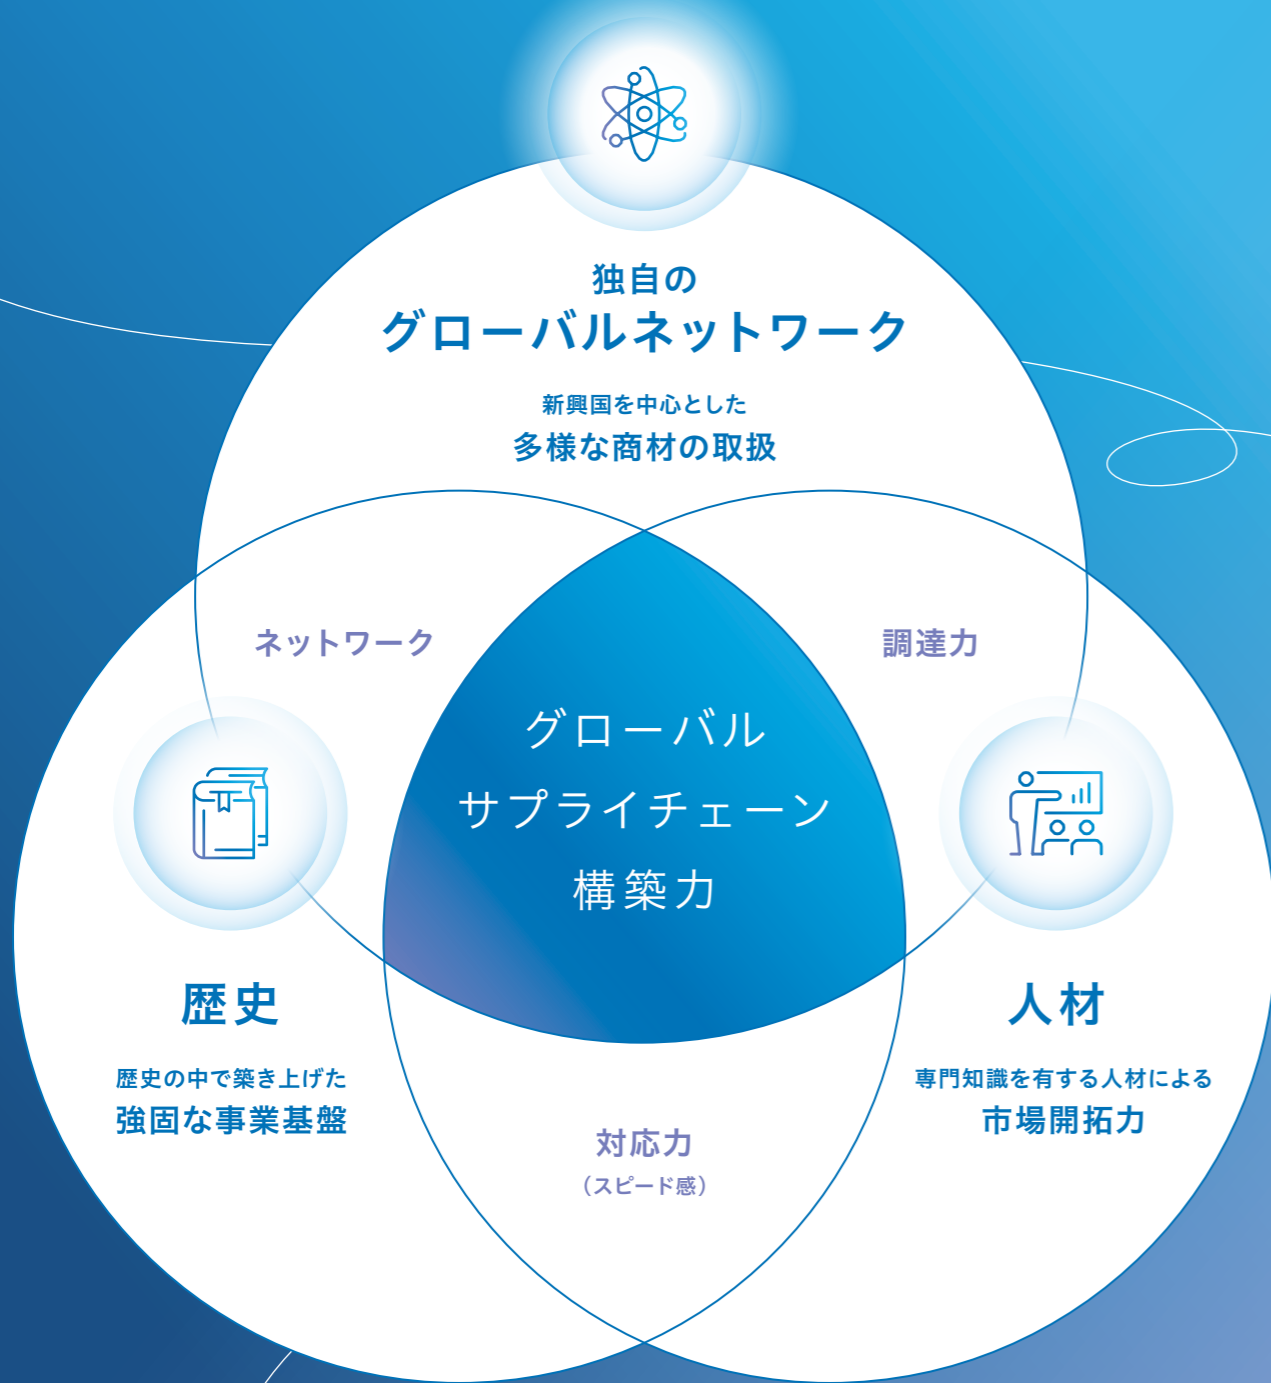 独自の
グローバルネットワーク
新興国を中心とした
多様な商材の取扱
ネットワーク
調達力
グローバル
サプライチェーン
構築力
歴史
歴史の中で築き上げた
強固な事業基盤
人材
専門知識を有する人材による
市場開拓力
対応力
（スピード感）